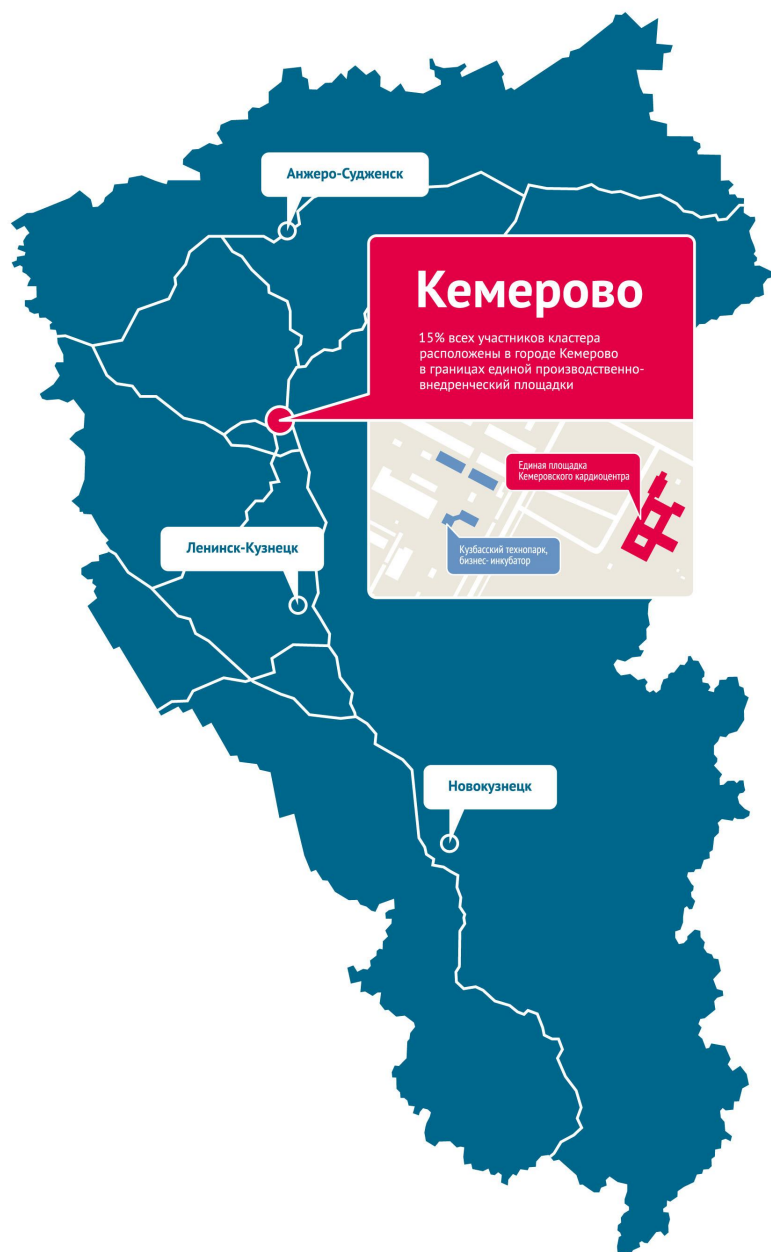 Анжеро-Судженск
Кемерово
15% всех участников кластера
расположены в городе Кемерово
в границах единой производственно-
внедренческий площадки
Единая площадка
Кемеровского кардиоцентра
Кузбасский технопарк,
бизнес- инкубатор
Ленинск-Кузнецк
Новокузнецк